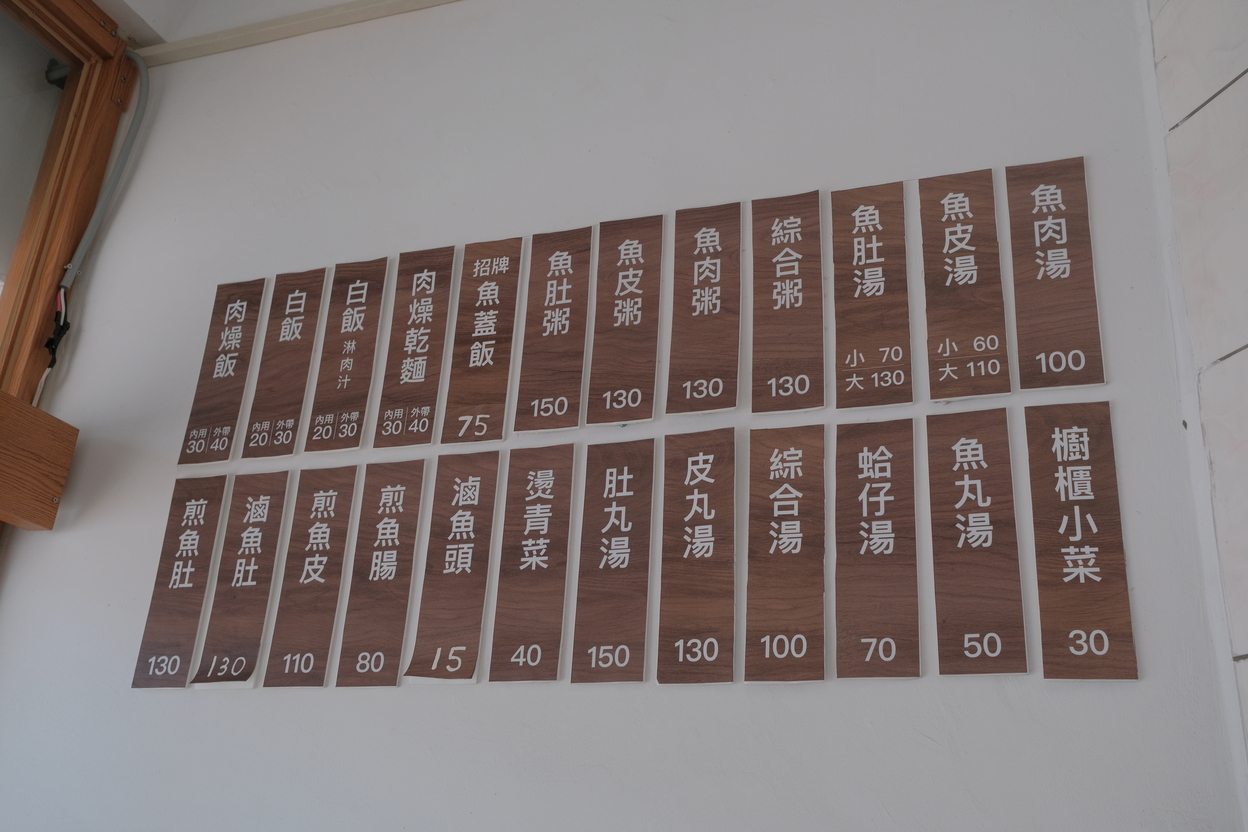 魚肉湯
100
魚皮湯
小 60
大 110
魚肚湯
小 70
大 130
綜合粥
130
魚肉粥
130
魚皮粥
130
魚肚粥
150
招牌
魚蓋飯
75
肉燥乾麵
內用 外帶
30 40
白飯
淋肉汁
內用 外帶
20 30
白飯
內用 外帶
20 30
肉燥飯
內用 外帶
30 40
櫥櫃小菜
30
魚丸湯
50
蛤仔湯
70
綜合湯
100
皮丸湯
130
肚丸湯
150
燙青菜
40
滷魚頭
15
煎魚腸
80
煎魚皮
110
滷魚肚
130
煎魚肚
130